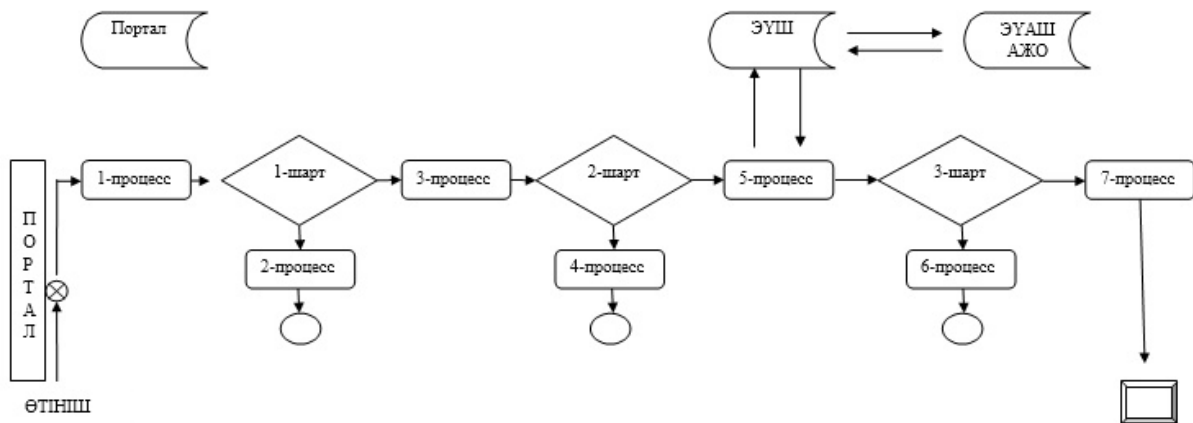 Портал
ЭҮШ
ЭҮАШ
АЖО
ПОРТАЛ
1-процесс
1-шарт
3-процесс
2-шарт
5-процесс
3-шарт
7-процесс
2-процесс
4-процесс
6-процесс
ӨТІНІШ